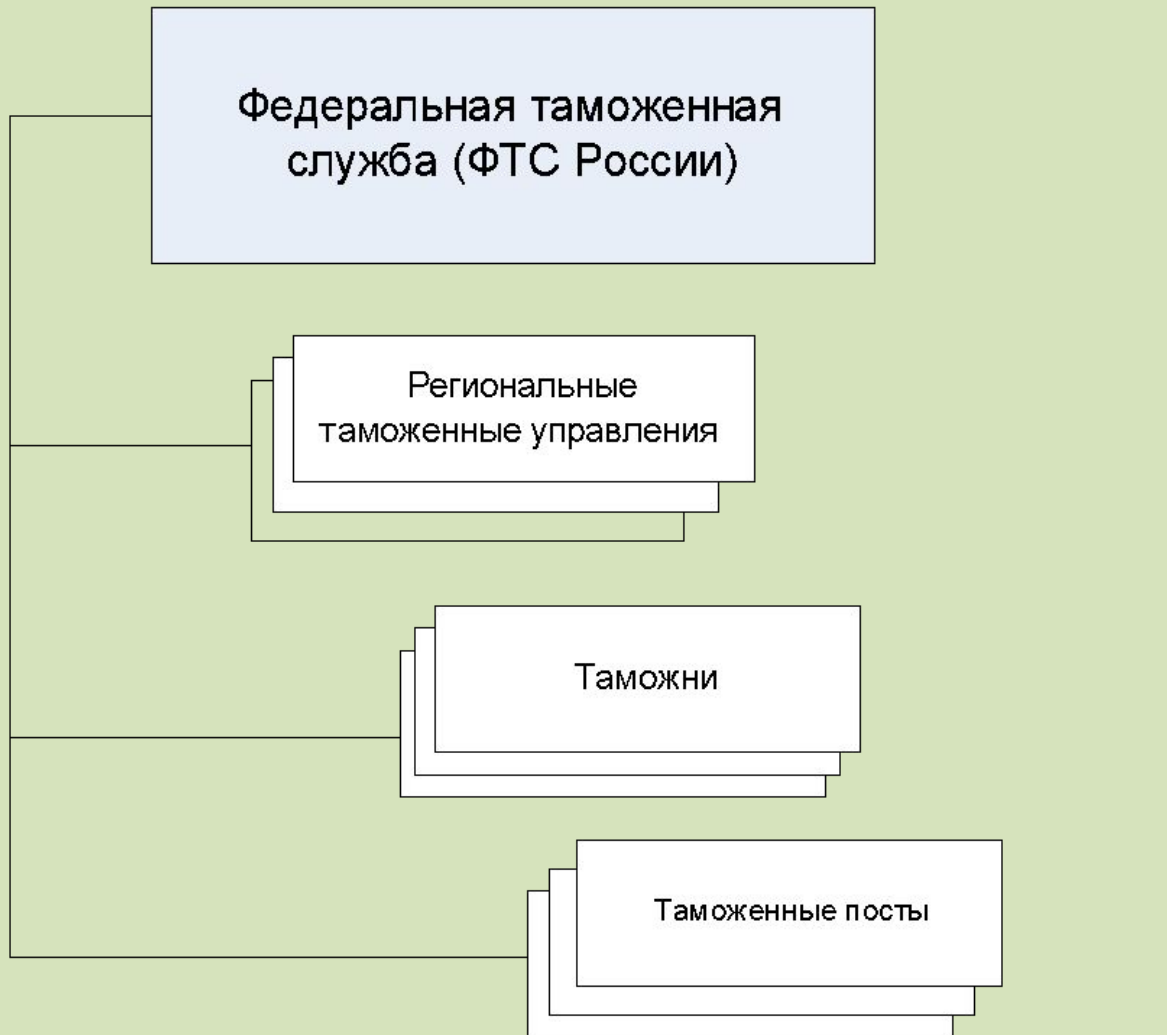 Федеральная таможенная
служба (ФТС России)
Региональные
таможенные управления
Таможни
Таможенные посты